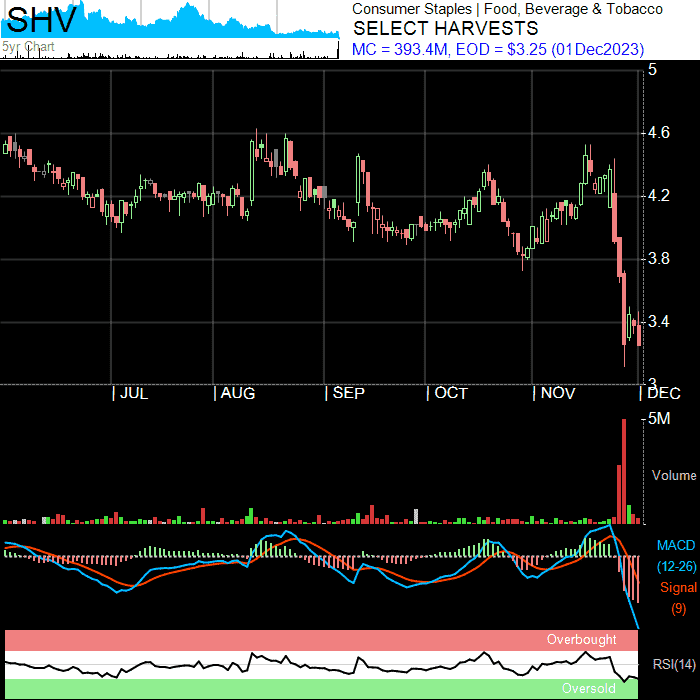 SHV
5yr Chart
Consumer Staples | Food, Beverage & Tobacco
SELECT HARVESTS
MC = 393.4M, EOD = $3.25 (01Dec2023)
5
4.6
4.2
3.8
3.4
3
JUL
AUG
SEP
OCT
NOV
DEC
5M
Volume
MACD
(12-26)
Signal
(9)
Overbought
RSI(14)
Oversold